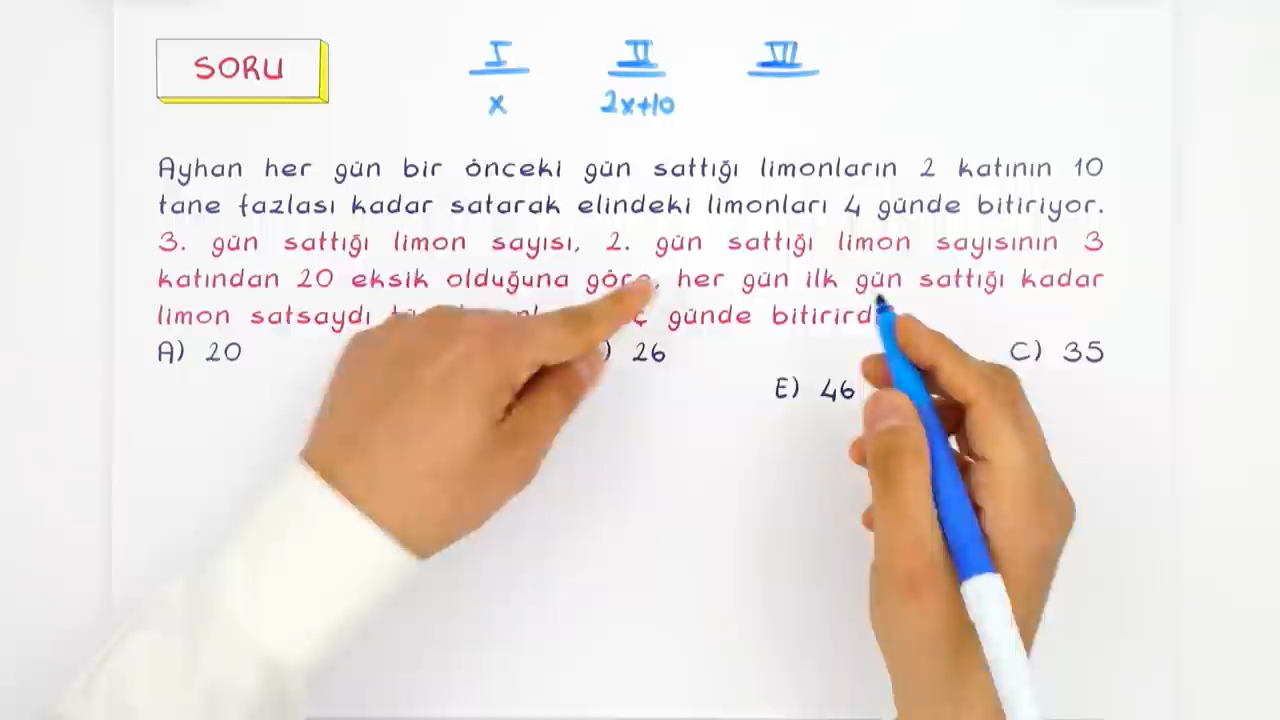 SORU
I II III
x 2x+10
Ayhan her gün bir önceki gün sattığı limonların 2 katının 10
tane fazlası kadar satarak elindeki limonları 4 günde bitiriyor.
3. gün sattığı limon sayısı, 2. gün sattığı limon sayısının 3
katından 20 eksik olduğuna göre, her gün ilk gün sattığı kadar
limon satsaydı günde
A) 20 26 C) 35
E) 46